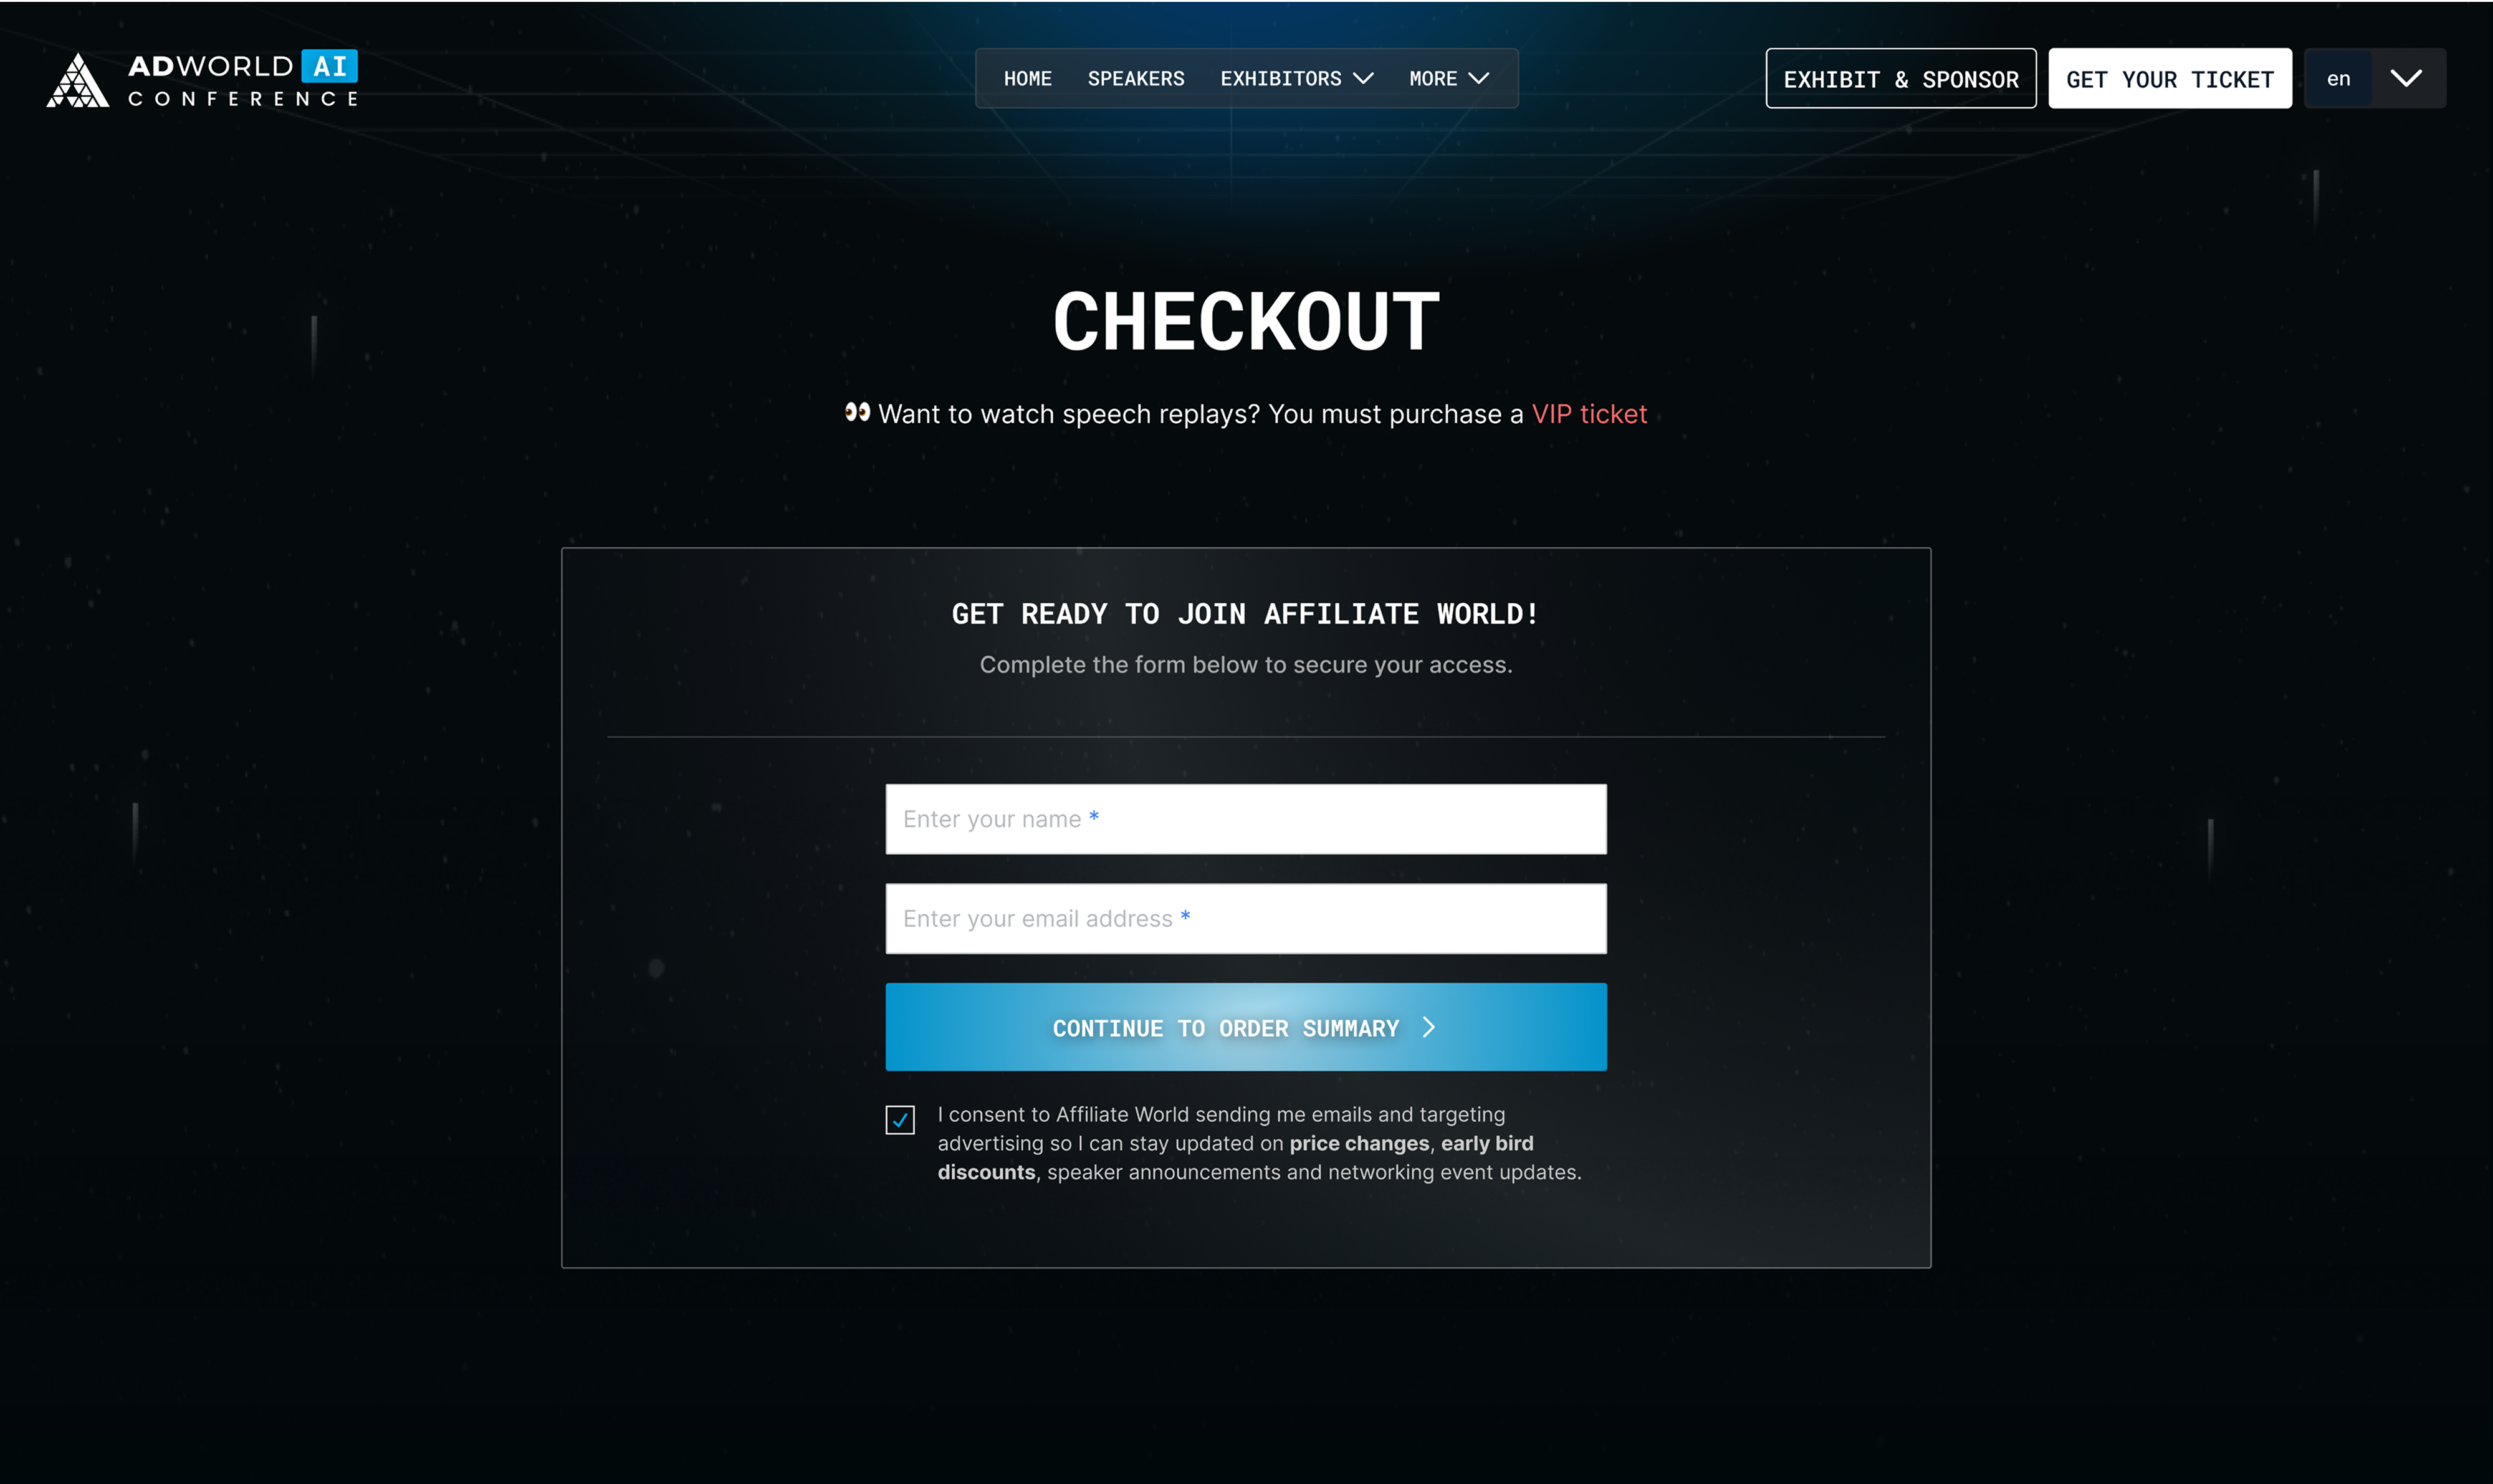 ADWORLD AI
CONFERENCE
HOME SPEAKERS EXHIBITORS MORE
EXHIBIT & SPONSOR
GET YOUR TICKET
en
CHECKOUT
👀 Want to watch speech replays? You must purchase a VIP ticket
GET READY TO JOIN AFFILIATE WORLD!
Complete the form below to secure your access.
Enter your name *
Enter your email address *
CONTINUE TO ORDER SUMMARY
I consent to Affiliate World sending me emails and targeting
advertising so I can stay updated on price changes, early bird
discounts, speaker announcements and networking event updates.